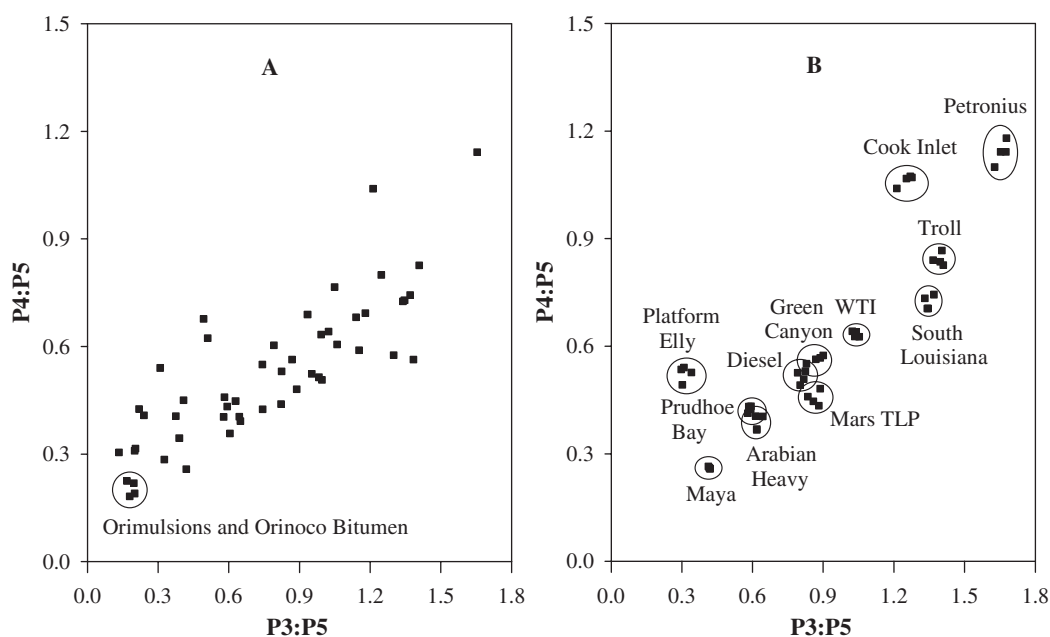 A
1.5
1.2
0.9
0.6
0.3
0.0
P4:P5
Orimulsions and Orinoco Bitumen
0.0
0.3
0.6
0.9
1.2
1.5
1.8
P3:P5
B
1.5
1.2
0.9
0.6
0.3
0.0
P4:P5
Petronius
Cook Inlet
Troll
Green
Canyon
WTI
South
Louisiana
Platform
Elly
Diesel
Prudhoe
Bay
Mars TLP
Arabian
Heavy
Maya
0.0
0.3
0.6
0.9
1.2
1.5
1.8
P3:P5